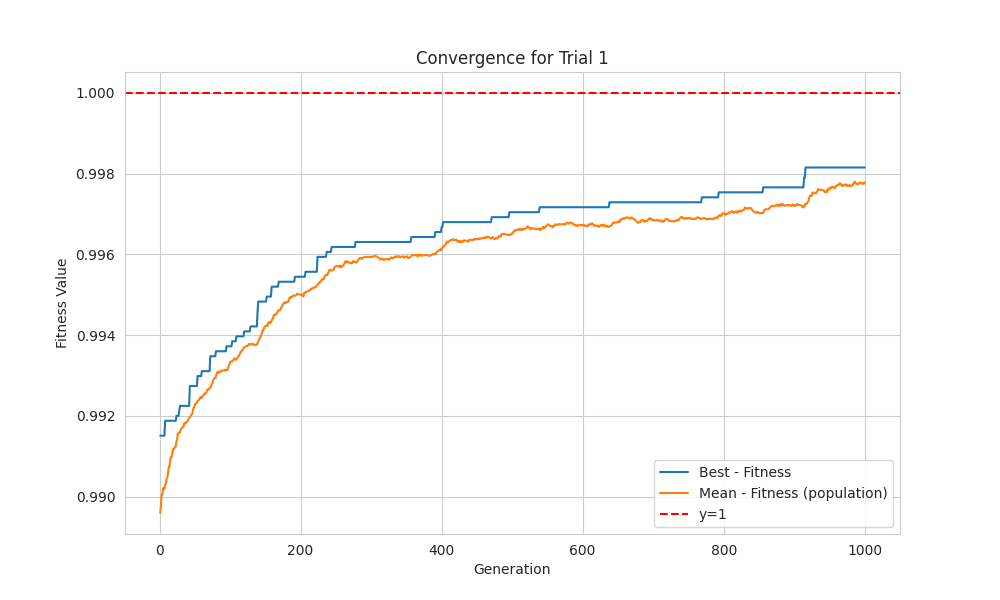 Convergence for Trial 1
Fitness Value
1.000
0.998
0.996
0.994
0.992
0.990
Best - Fitness
Mean - Fitness (population)
y=1
0 200 400 600 800 1000
Generation